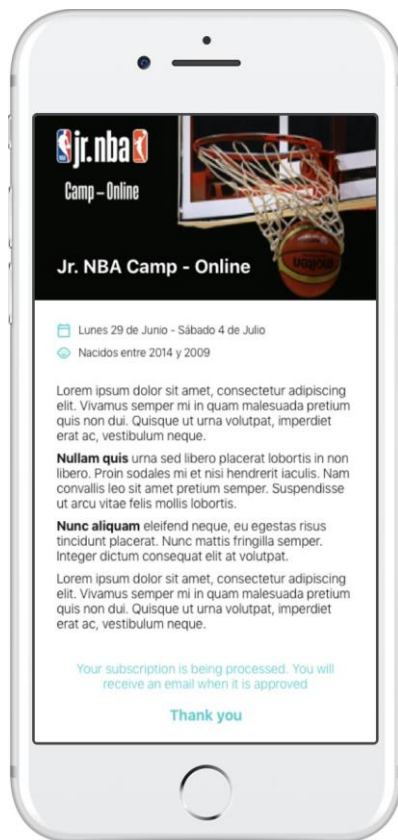 jr.nba
NBA
Camp – Online
molten
Jr. NBA Camp - Online
Lunes 29 de Junio - Sábado 4 de Julio
Nacidos entre 2014 y 2009
Lorem ipsum dolor sit amet, consectetur adipiscing
elit. Vivamus semper mi in quam malesuada pretium
quis non dui. Quisque ut urna volutpat, imperdiet
erat ac, vestibulum neque.
Nullam quis urna sed libero placerat lobortis in non
libero. Proin sodales mi et nisi hendrerit iaculis. Nam
convallis leo sit amet pretium semper. Suspendisse
ut arcu vitae felis mollis lobortis.
Nunc aliquam eleifend neque, eu egestas risus
tincidunt placerat. Nunc mattis fringilla semper.
Integer dictum consequat elit at volutpat.
Lorem ipsum dolor sit amet, consectetur adipiscing
elit. Vivamus semper mi in quam malesuada pretium
quis non dui. Quisque ut urna volutpat, imperdiet
erat ac, vestibulum neque.
Your subscription is being processed. You will
receive an email when it is approved
Thank you